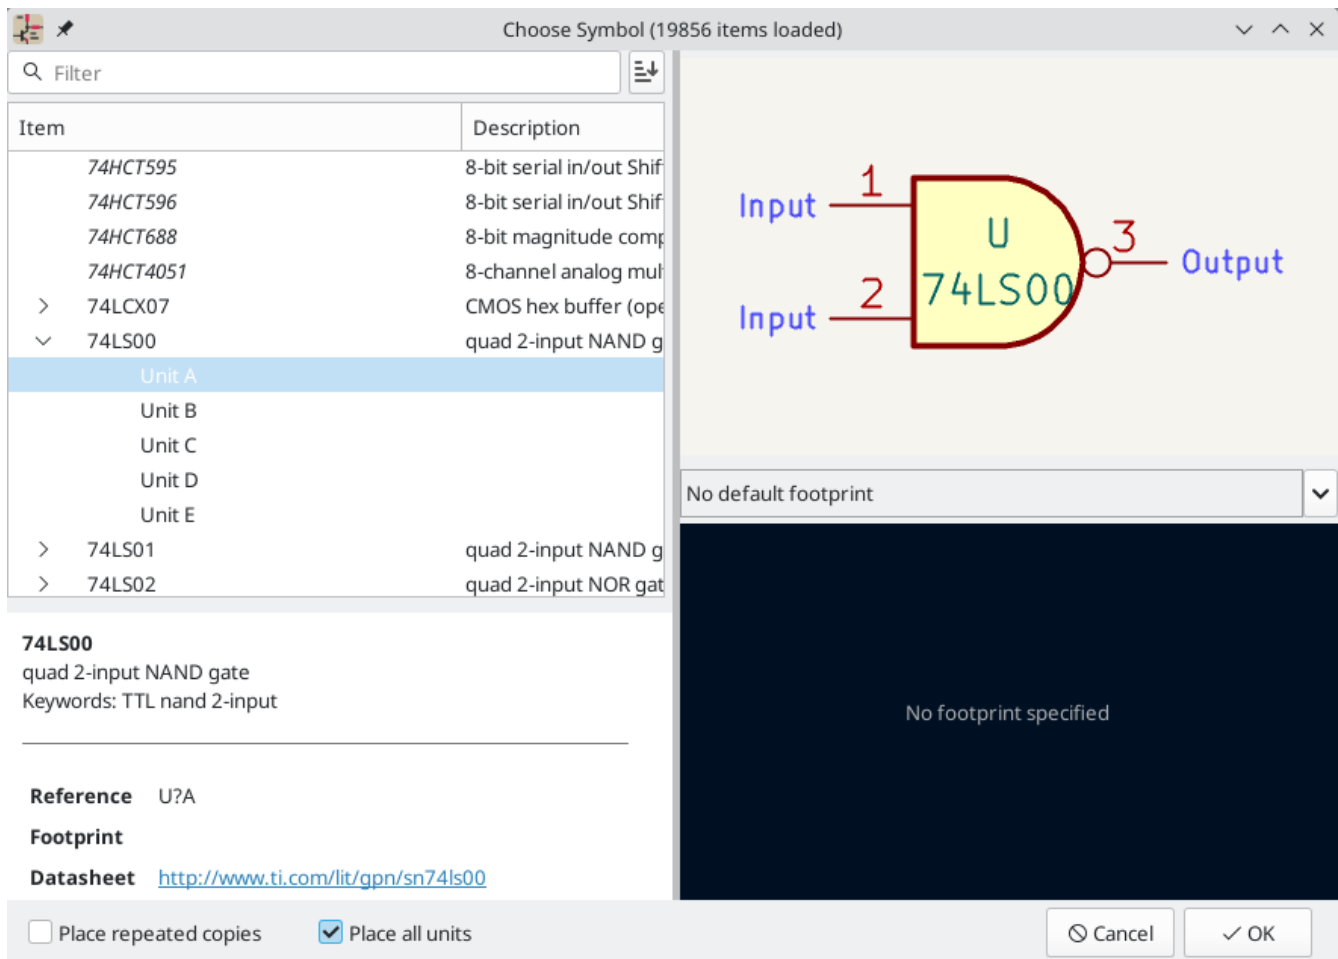 Choose Symbol (19856 items loaded)
Filter
Item Description
74HCT595 8-bit serial in/out Shif
74HCT596 8-bit serial in/out Shif
74HCT688 8-bit magnitude comp
74HCT4051 8-channel analog mul
74LCX07 CMOS hex buffer (ope
74LS00 quad 2-input NAND g
Unit A
Unit B
Unit C
Unit D
Unit E
74LS01 quad 2-input NAND g
74LS02 quad 2-input NOR gat
74LS00
quad 2-input NAND gate
Keywords: TTL nand 2-input
Reference U?A
Footprint
Datasheet http://www.ti.com/lit/gpn/sn74ls00
Input 1
U
3 Output
74LS00
Input 2
No default footprint
No footprint specified
Place repeated copies Place all units Cancel OK